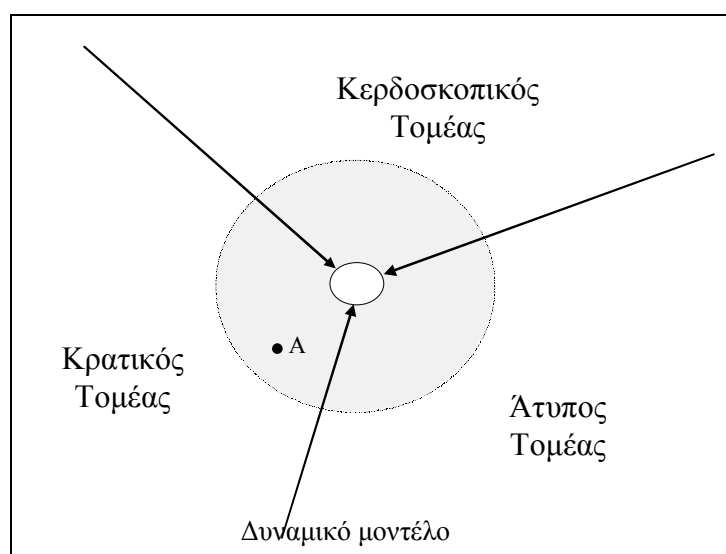 Κερδοσκοπικός
Τομέας
Κρατικός
Τομέας
Α
Άτυπος
Τομέας
Δυναμικό μοντέλο